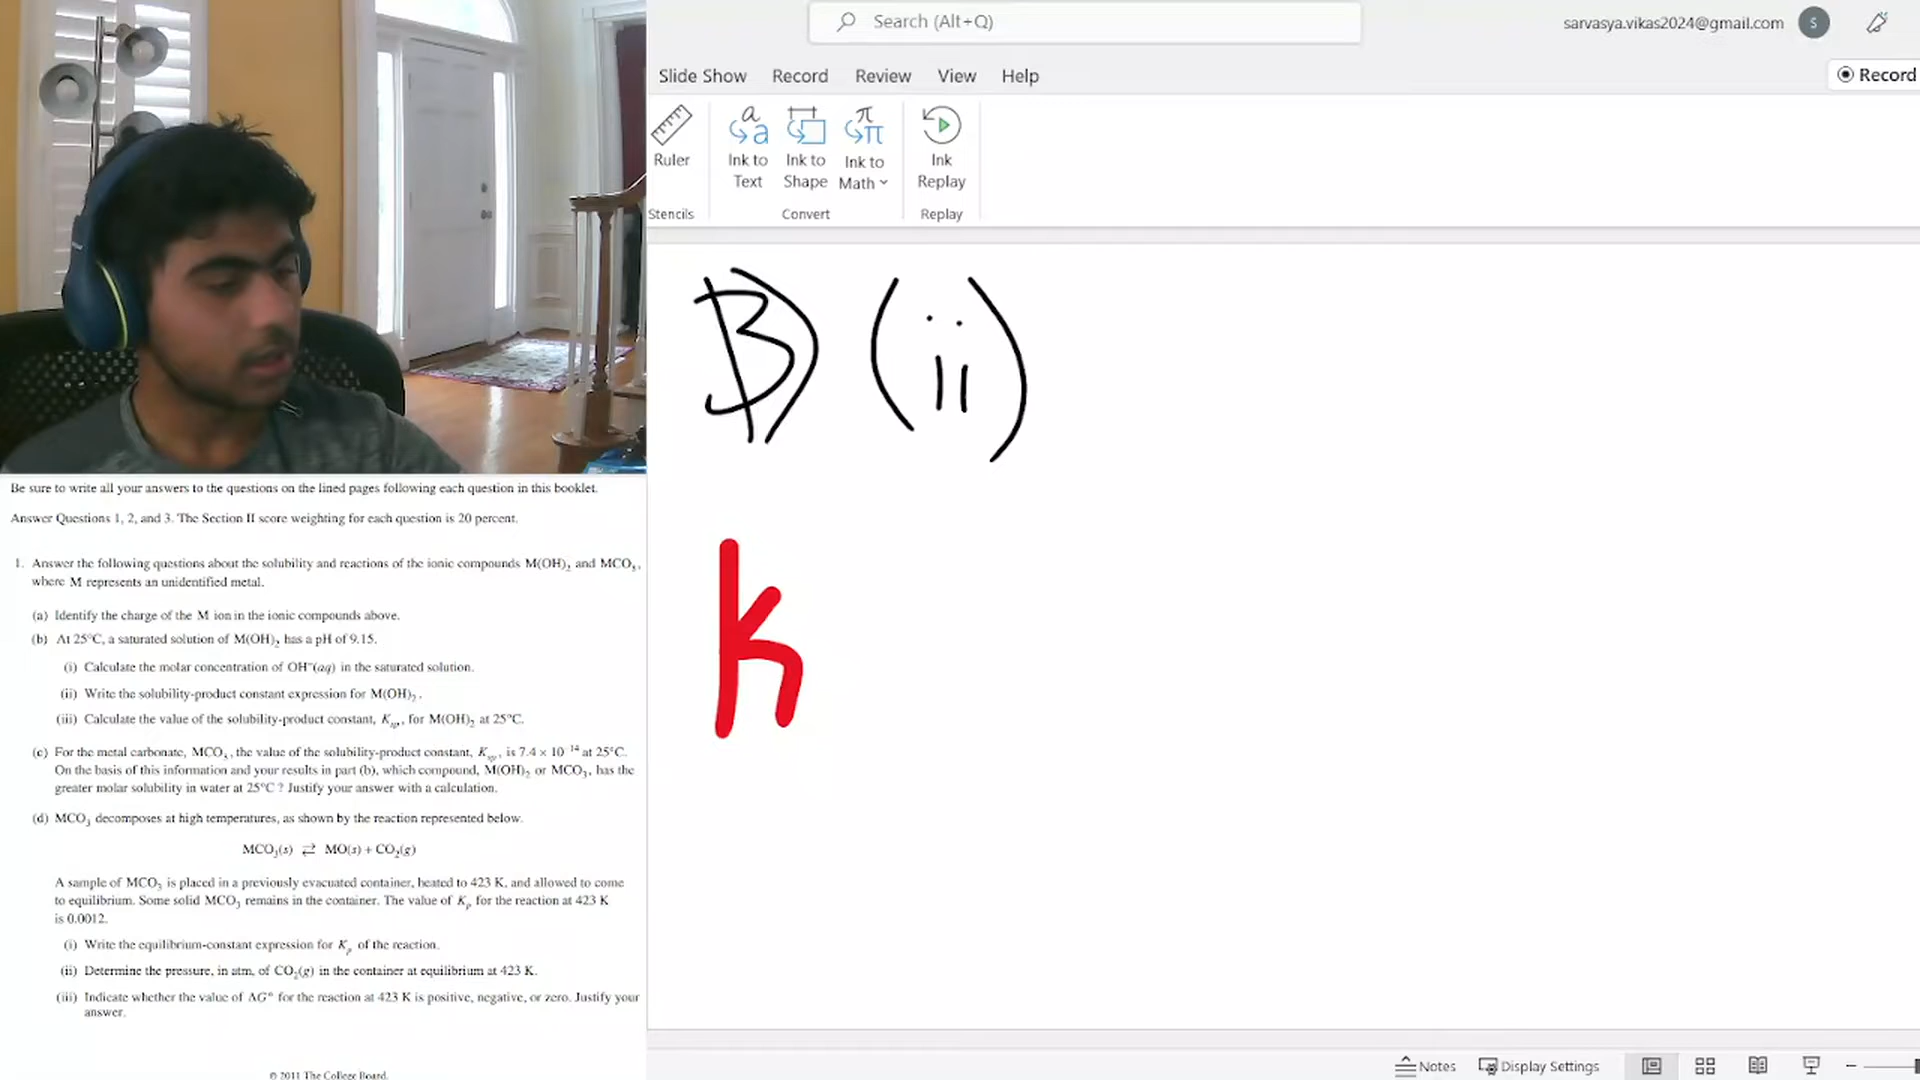 Search (Alt+Q)
sarvasya.vikas2024@gmail.com
S
Slide Show Record Review View Help
Record
Ruler
Ink to Text
Ink to Shape
Ink to Math
Ink Replay
Stencils
Convert
Replay
B) (ii)
K
Be sure to write all your answers to the questions on the lined pages following each question in this booklet.
Answer Questions 1, 2, and 3. The Section II score weighting for each question is 20 percent.
1. Answer the following questions about the solubility and reactions of the ionic compounds M(OH)₂ and MCO₃,
where M represents an unidentified metal.
(a) Identify the charge of the M ion in the ionic compounds above.
(b) At 25°C, a saturated solution of M(OH)₂ has a pH of 9.15.
(i) Calculate the molar concentration of OH⁻(aq) in the saturated solution.
(ii) Write the solubility-product constant expression for M(OH)₂.
(iii) Calculate the value of the solubility-product constant, Ksp, for M(OH)₂ at 25°C.
(c) For the metal carbonate, MCO₃, the value of the solubility-product constant, Ksp, is 7.4 × 10⁻¹⁴ at 25°C.
On the basis of this information and your results in part (b), which compound, M(OH)₂ or MCO₃, has the
greater molar solubility in water at 25°C ? Justify your answer with a calculation.
(d) MCO₃ decomposes at high temperatures, as shown by the reaction represented below.
MCO₃(s) ⇄ MO(s) + CO₂(g)
A sample of MCO₃ is placed in a previously evacuated container, heated to 423 K, and allowed to come
to equilibrium. Some solid MCO₃ remains in the container. The value of Kp for the reaction at 423 K
is 0.0012.
(i) Write the equilibrium-constant expression for Kp of the reaction.
(ii) Determine the pressure, in atm, of CO₂(g) in the container at equilibrium at 423 K.
(iii) Indicate whether the value of ΔG° for the reaction at 423 K is positive, negative, or zero. Justify your
answer.
© 2011 The College Board.
Notes Display Settings